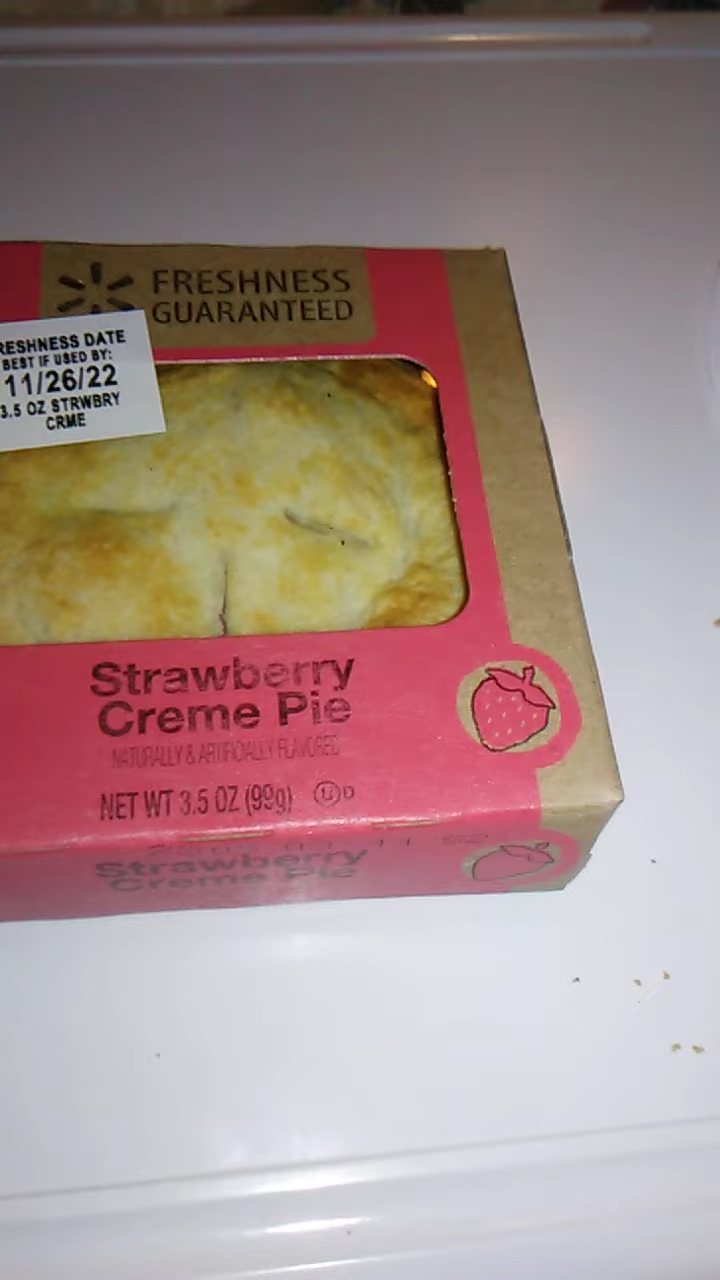 FRESHNESS
GUARANTEED
RESHNESS DATE
BEST IF USED BY:
11/26/22
3.5 OZ STRWBRY
CRME
Strawberry
Creme Pie
NATURALLY & ARTIFICIALLY FLAVORED
NET WT 3.5 OZ (99g) U D
Strawberry
Creme Pie